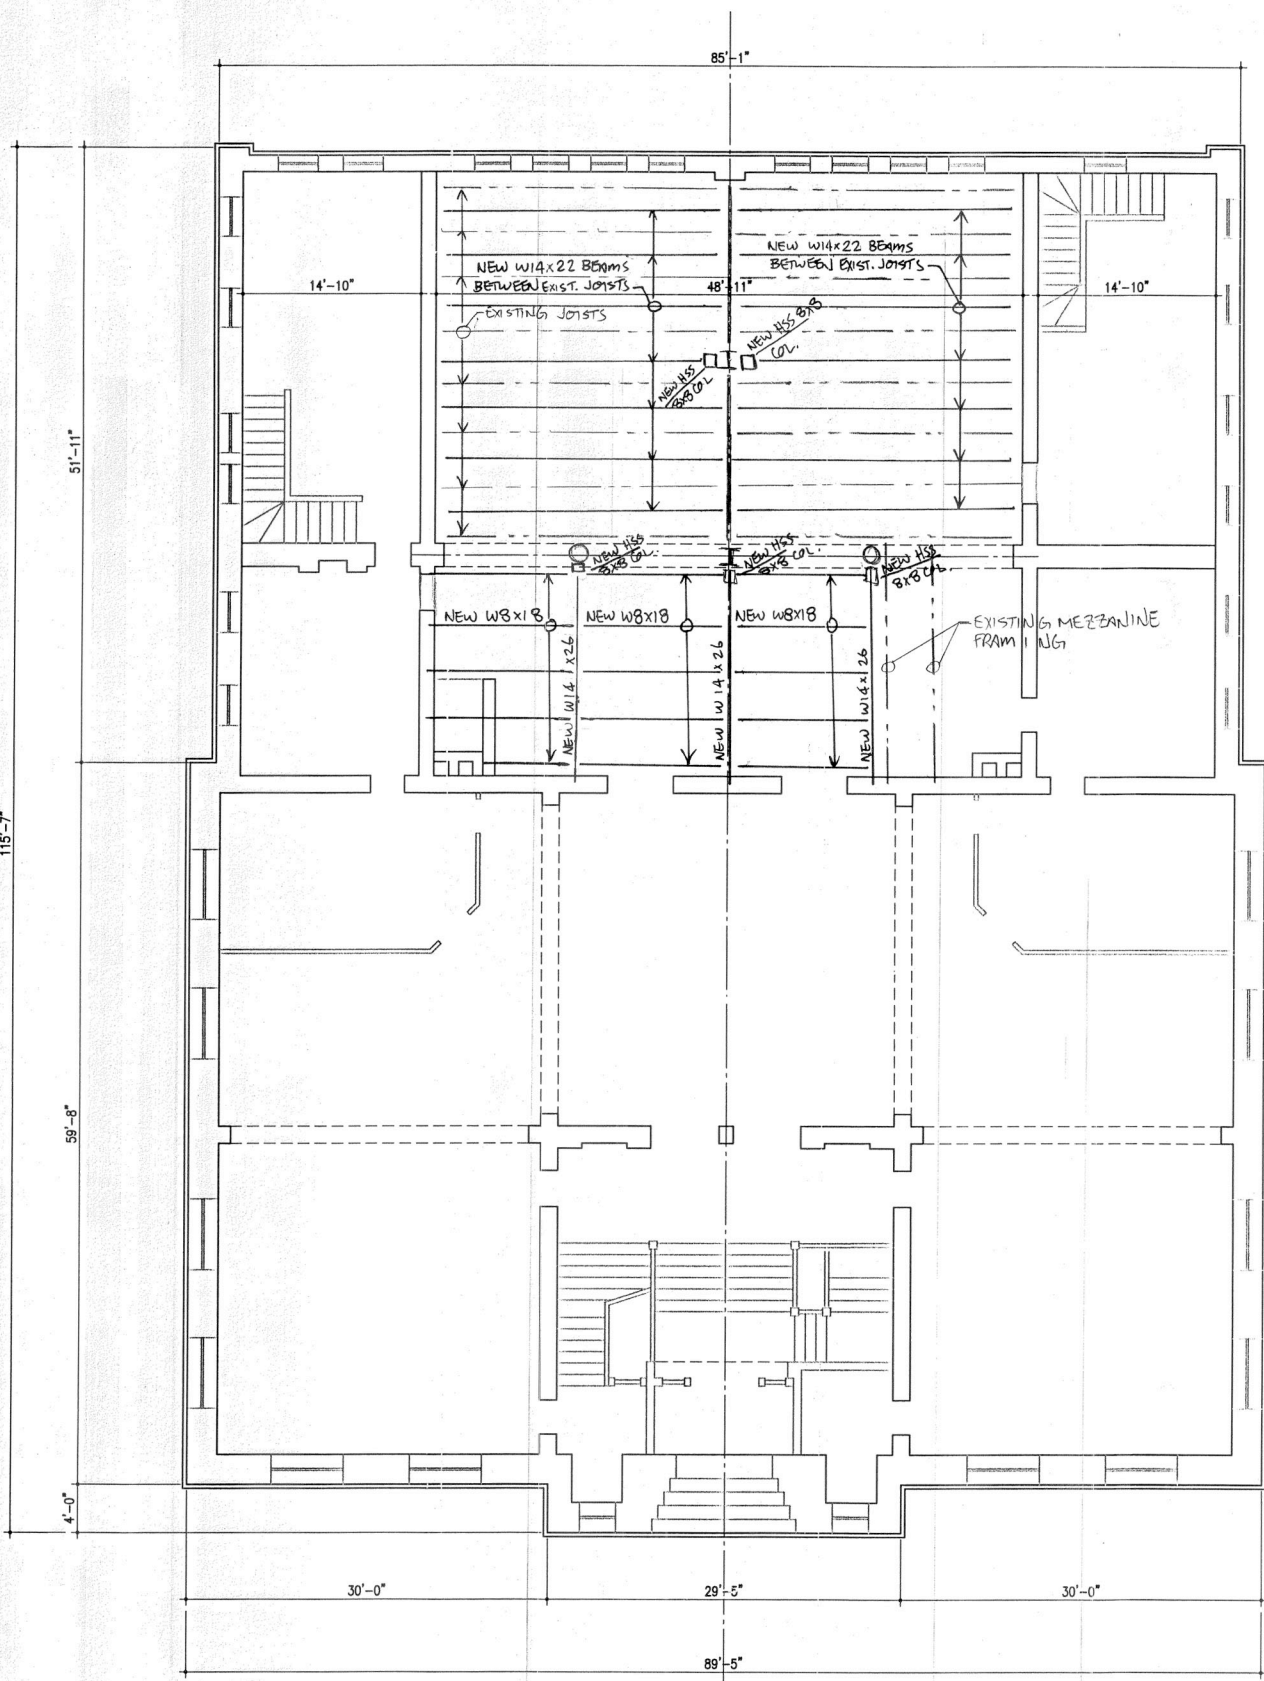 85'-1"
NEW W14x22 BEAMS
BETWEEN EXIST. JOISTS
NEW W14x22 BEAMS
BETWEEN EXIST. JOISTS
14'-10"
48'-11"
14'-10"
EXISTING JOISTS
NEW HSS 8x8
COL.
NEW HSS
8x8 COL
51'-11"
NEW HSS
8x8 COL.
NEW HSS
8x8 COL.
NEW HSS
8x8 COL.
NEW W8x18
NEW W8x18
NEW W8x18
EXISTING MEZZANINE
FRAMING
NEW W14x26
NEW W14x26
NEW W14x26
115'-7"
59'-8"
4'-0"
30'-0"
29'-5"
30'-0"
89'-5"